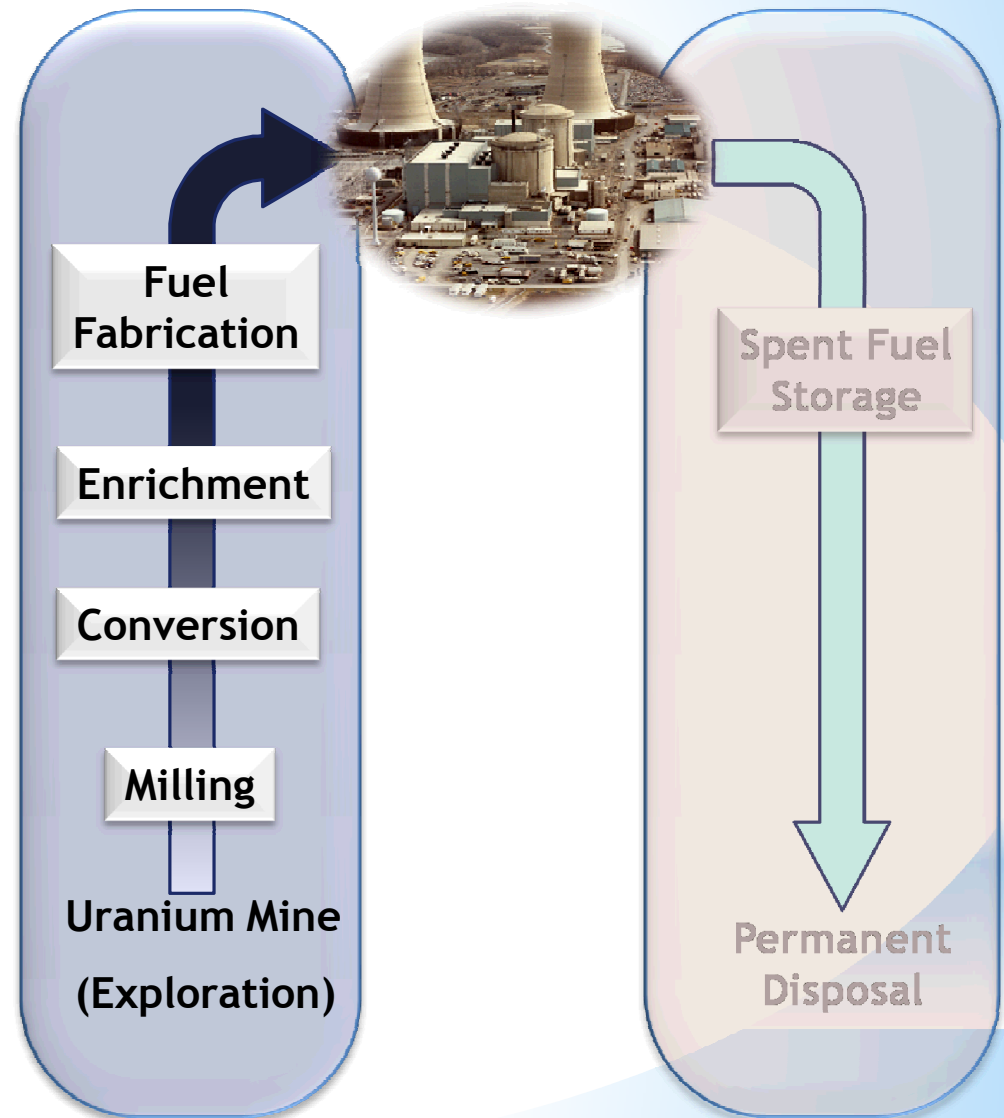 Fuel
Fabrication
Enrichment
Conversion
Milling
Uranium Mine
(Exploration)
Spent Fuel
Storage
Permanent
Disposal